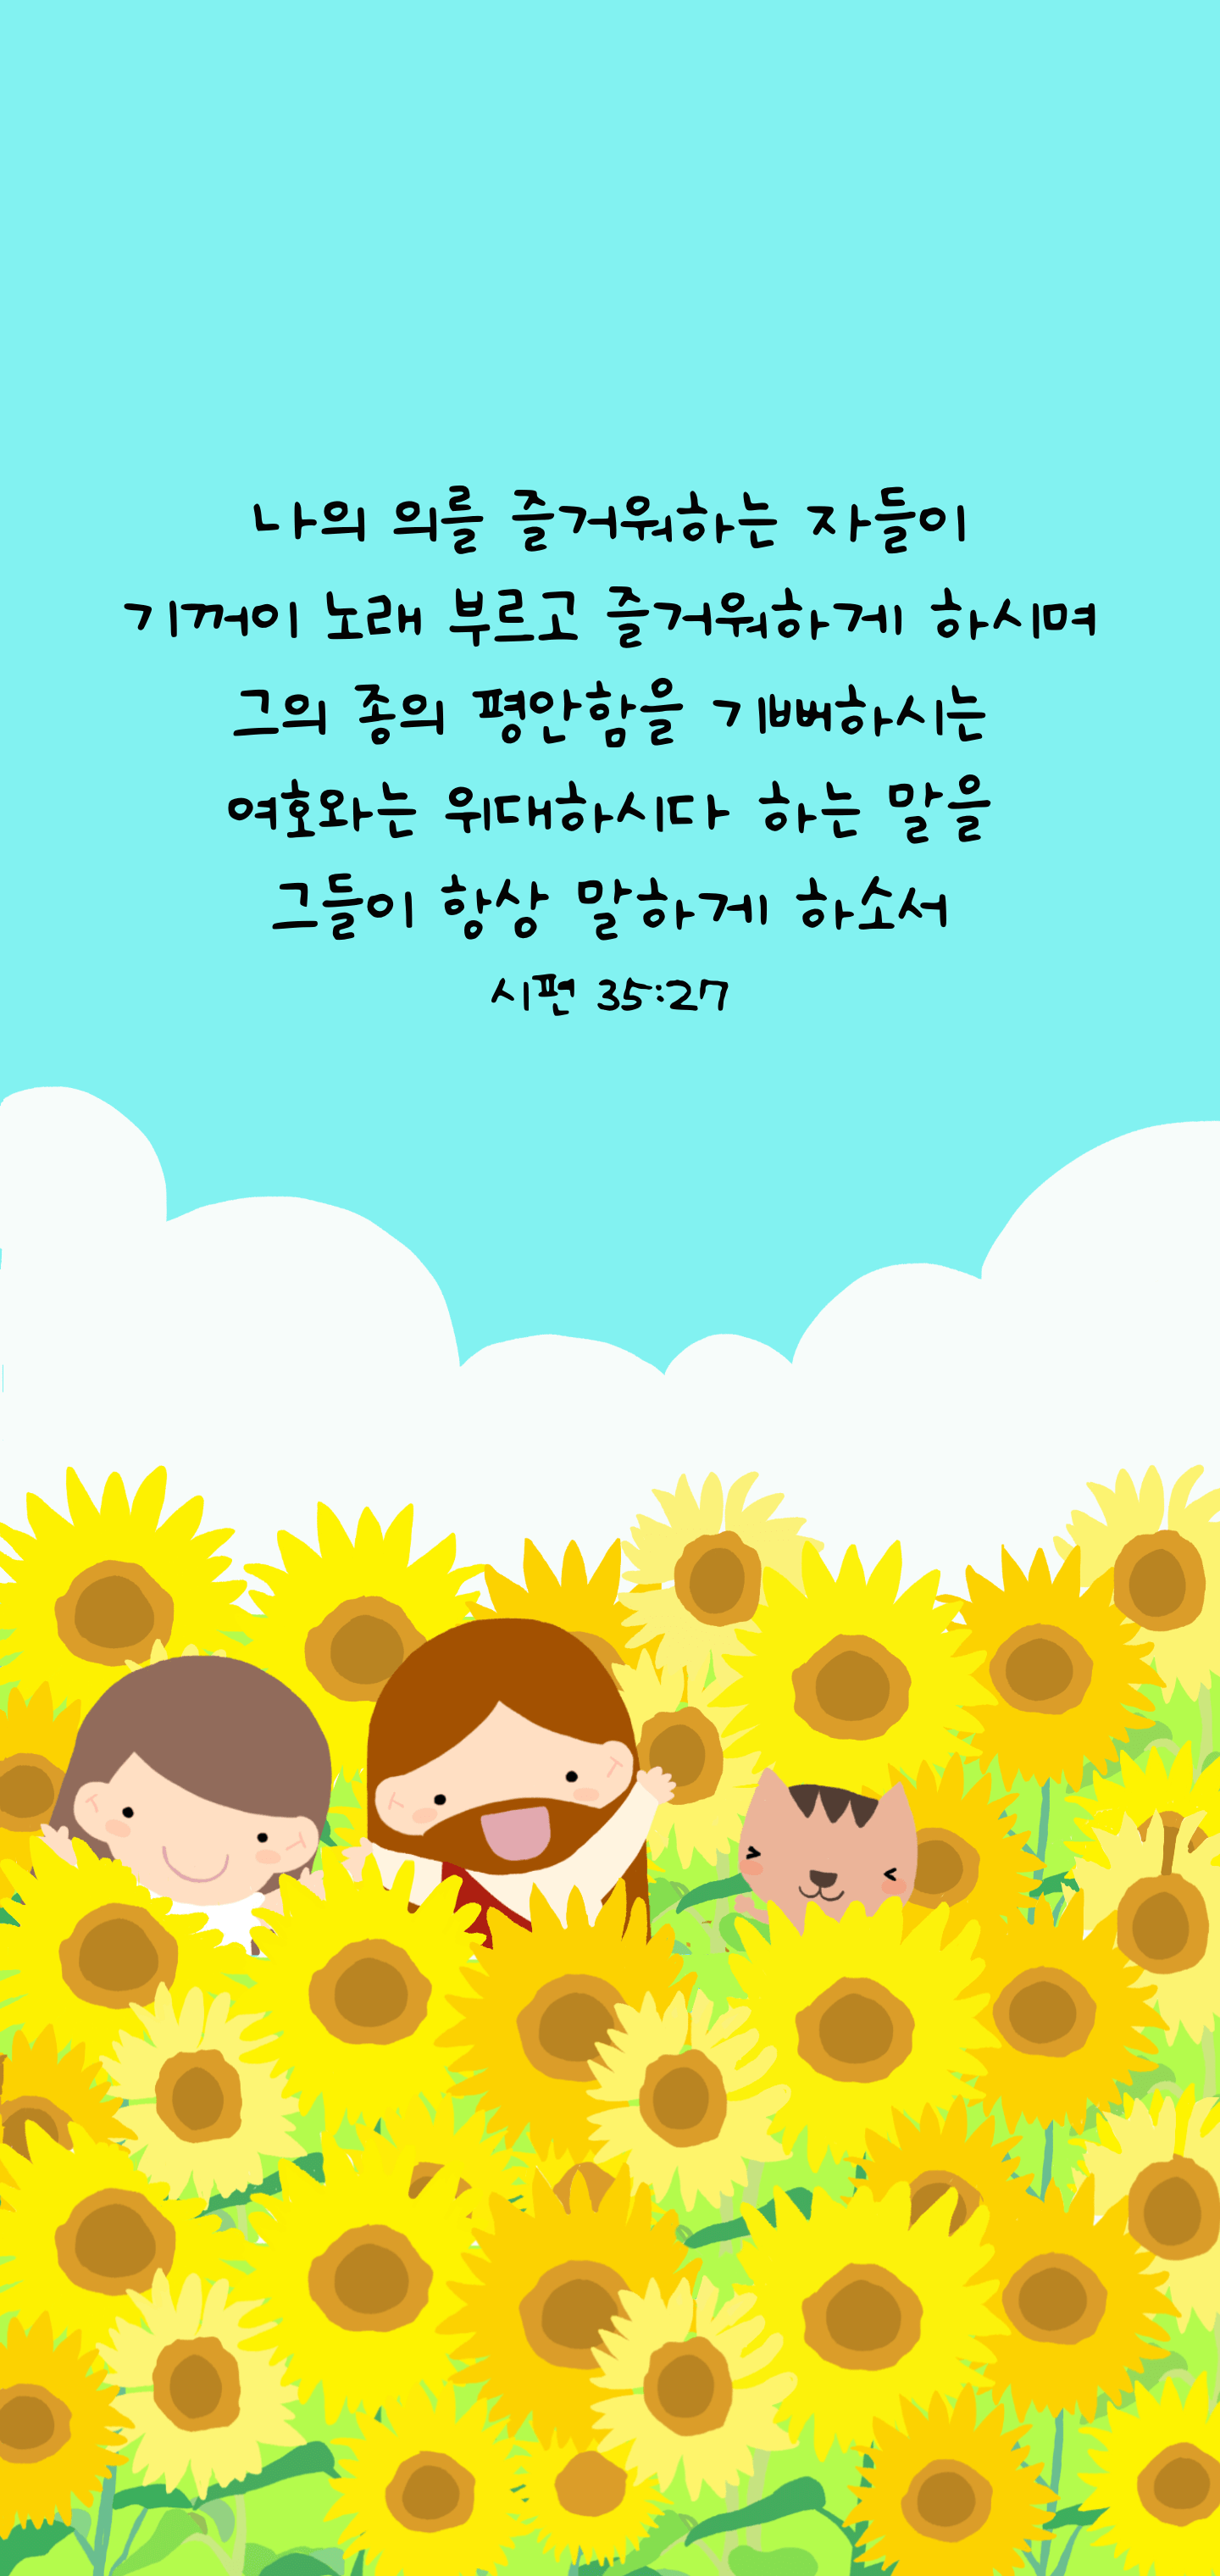 나의 의를 즐거워하는 자들이
기꺼이 노래 부르고 즐거워하게 하시며
그의 종의 평안함을 기뻐하시는
여호와는 위대하시다 하는 말을
그들이 항상 말하게 하소서
시편 35:27